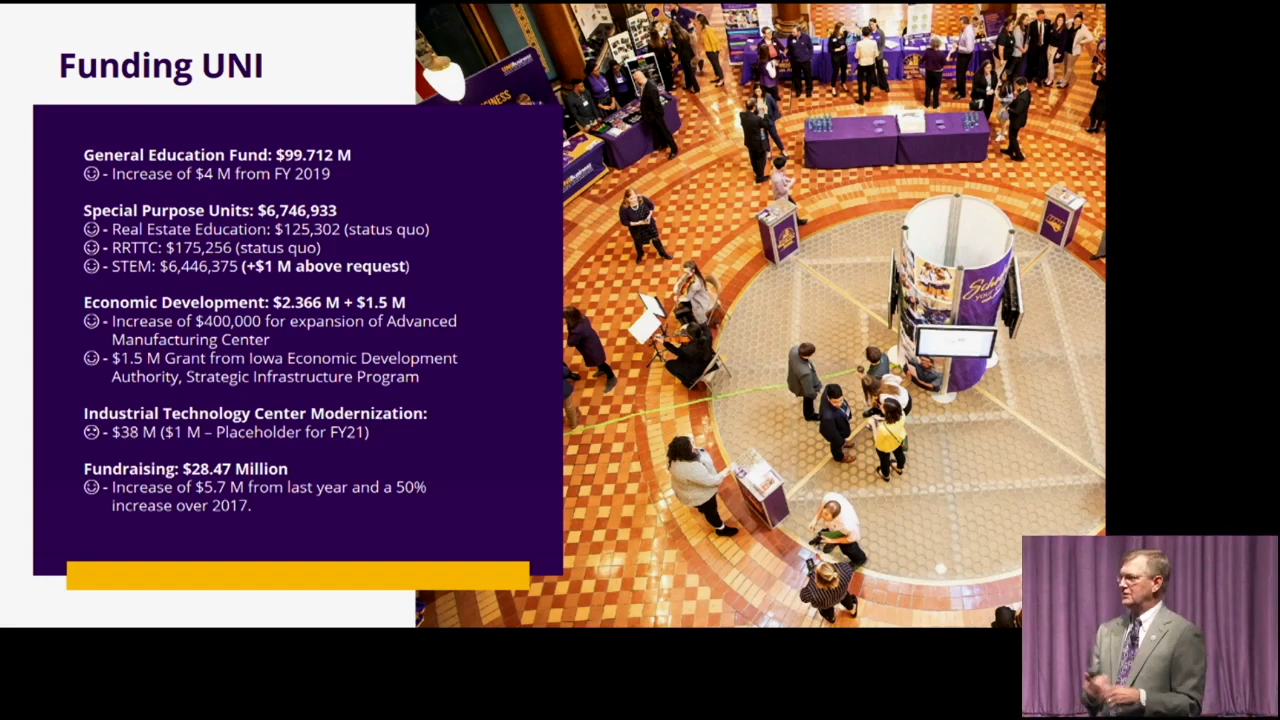 Funding UNI
General Education Fund: $99.712 M
☺ - Increase of $4 M from FY 2019
Special Purpose Units: $6,746,933
☺ - Real Estate Education: $125,302 (status quo)
☺ - RRTTC: $175,256 (status quo)
☺ - STEM: $6,446,375 (+$1 M above request)
Economic Development: $2.366 M + $1.5 M
☺ - Increase of $400,000 for expansion of Advanced
Manufacturing Center
☺ - $1.5 M Grant from Iowa Economic Development
Authority, Strategic Infrastructure Program
Industrial Technology Center Modernization:
☹ - $38 M ($1 M – Placeholder for FY21)
Fundraising: $28.47 Million
☺ - Increase of $5.7 M from last year and a 50%
increase over 2017.